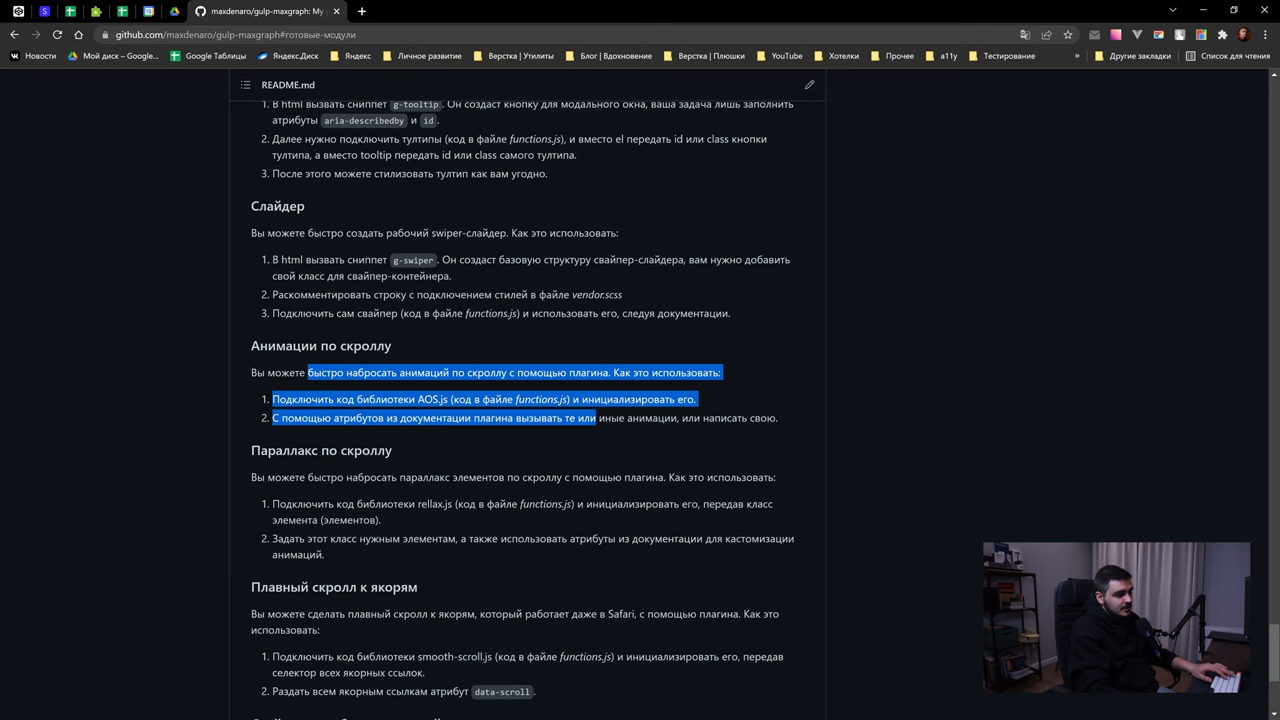 maxdenaro/gulp-maxgraph: My
github.com/maxdenaro/gulp-maxgraph#готовые-модули
Новости
Мой диск – Google...
Google Таблицы
Яндекс.Диск
Яндекс
Личное развитие
Верстка | Утилиты
Блог | Вдохновение
Верстка | Плюшки
YouTube
Хотелки
Прочее
a11y
Тестирование
»
Другие закладки
Список для чтения
README.md
1. В html вызвать сниппет g-tooltip. Он создаст кнопку для модального окна, ваша задача лишь заполнить
атрибуты aria-describedby и id.
2. Далее нужно подключить тултипы (код в файле functions.js), и вместо el передать id или class кнопки
тултипа, а вместо tooltip передать id или class самого тултипа.
3. После этого можете стилизовать тултип как вам угодно.
Слайдер
Вы можете быстро создать рабочий swiper-слайдер. Как это использовать:
1. В html вызвать сниппет g-swiper. Он создаст базовую структуру свайпер-слайдера, вам нужно добавить
свой класс для свайпер-контейнера.
2. Раскомментировать строку с подключением стилей в файле vendor.scss
3. Подключить сам свайпер (код в файле functions.js) и использовать его, следуя документации.
Анимации по скроллу
Вы можете быстро набросать анимаций по скроллу с помощью плагина. Как это использовать:
1. Подключить код библиотеки AOS.js (код в файле functions.js) и инициализировать его.
2. С помощью атрибутов из документации плагина вызывать те или иные анимации, или написать свою.
Параллакс по скроллу
Вы можете быстро набросать параллакс элементов по скроллу с помощью плагина. Как это использовать:
1. Подключить код библиотеки rellax.js (код в файле functions.js) и инициализировать его, передав класс
элемента (элементов).
2. Задать этот класс нужным элементам, а также использовать атрибуты из документации для кастомизации
анимаций.
Плавный скролл к якорям
Вы можете сделать плавный скролл к якорям, который работает даже в Safari, с помощью плагина. Как это
использовать:
1. Подключить код библиотеки smooth-scroll.js (код в файле functions.js) и инициализировать его, передав
селектор всех якорных ссылок.
2. Раздать всем якорным ссылкам атрибут data-scroll.